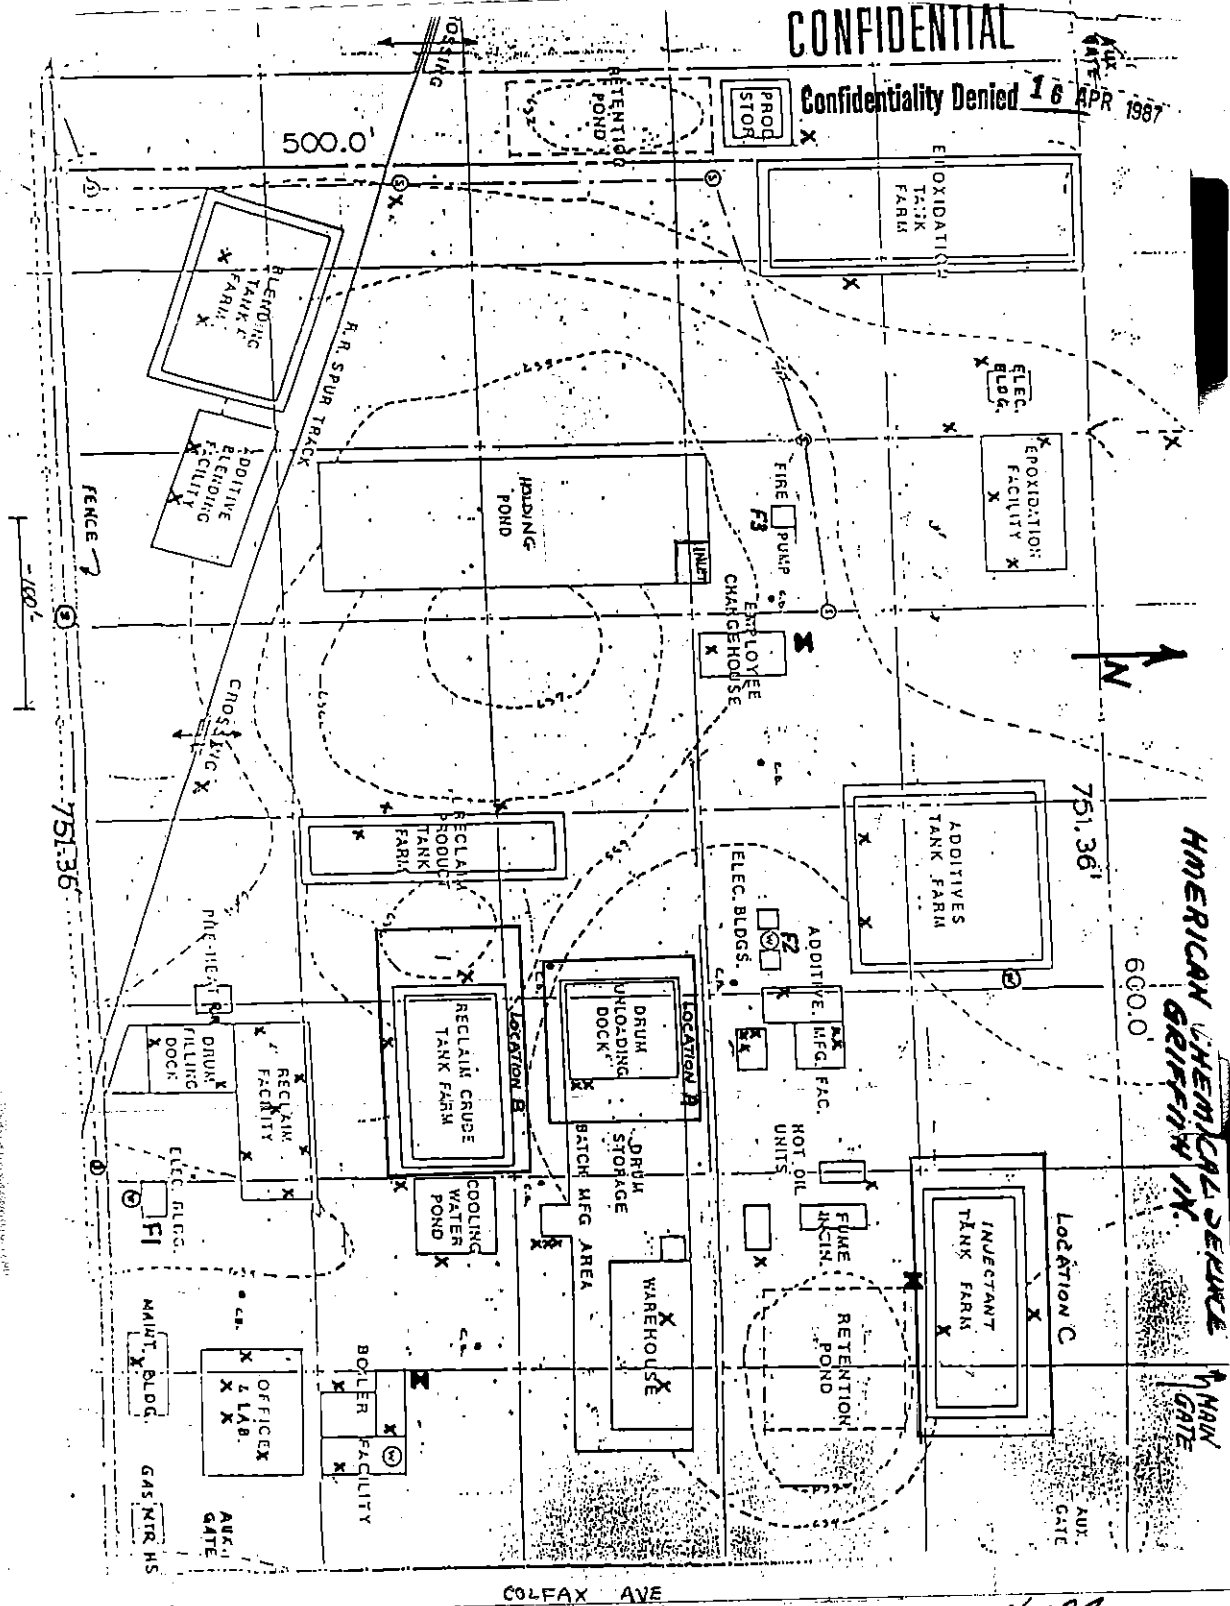 CONFIDENTIAL
Confidentiality Denied 16 APR 1987
AUX
GATE
AMERICAN CHEMICAL SERVICE
GRIFFITH IN.
MAIN
GATE
N
CROSSING
500.0'
RETENTION
POND
PROD
STOR
EPOXIDATION
TANK
FARM
BLENDING
TANK
FARM
R.R. SPUR TRACK
ADDITIVE
BLENDING
FACILITY
FENCE
100'
HOLDING
POND
INLET
FIRE PUMP
F3
ELEC.
BLDG.
EPOXIDATION
FACILITY
EMPLOYEE
CHANGEHOUSE
C.B.
CROSSING
751.36'
751.36'
600.0'
RECLAIM
PRODUCT
TANK
FARM
ADDITIVES
TANK FARM
ELEC. BLDGS.
F2
W
ADDITIVE
MFG. FAC.
C.B.
PRE-HEAT
DRUM
FILLING
DOCK
RECLAIM
FACILITY
LOCATION B
RECLAIM CRUDE
TANK FARM
LOCATION A
DRUM
UNLOADING
DOCK
DRUM
STORAGE
BATCH MFG AREA
HOT OIL
UNITS
FUME
INCIN.
LOCATION C
INJECTANT
TANK FARM
COOLING
WATER
POND
WAREHOUSE
RETENTION
POND
ELEC. BLDG.
F1
W
C.B.
MAINT. BLDG.
OFFICE
& LAB.
BOILER FACILITY
W
GAS MTR HS
AUX.
GATE
AUX.
GATE
COLFAX AVE